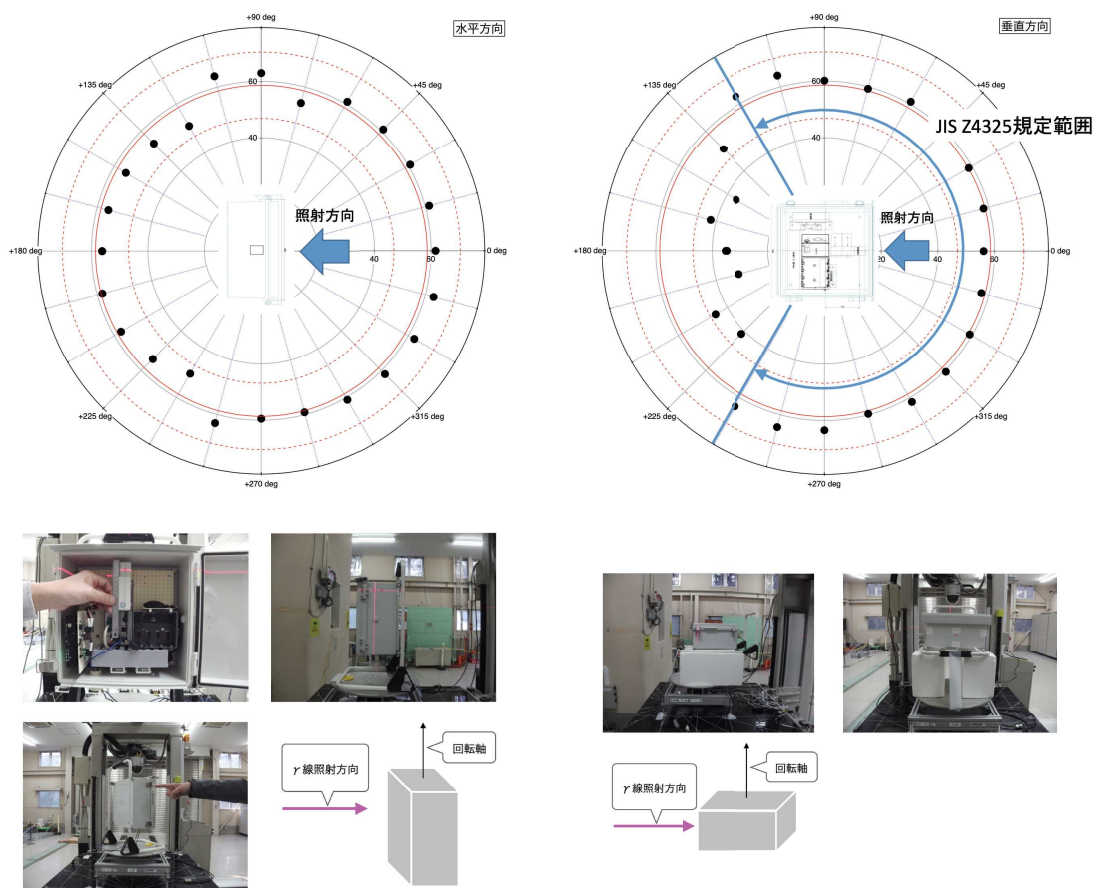 +90 deg
水平方向
+135 deg
60
+45 deg
40
照射方向
+180 deg
40
60
0 deg
+225 deg
+315 deg
+270 deg
+90 deg
垂直方向
+135 deg
60
+45 deg
JIS Z4325規定範囲
40
照射方向
+180 deg
20
40
60
0 deg
+225 deg
+315 deg
+270 deg
γ線照射方向
回転軸
γ線照射方向
回転軸